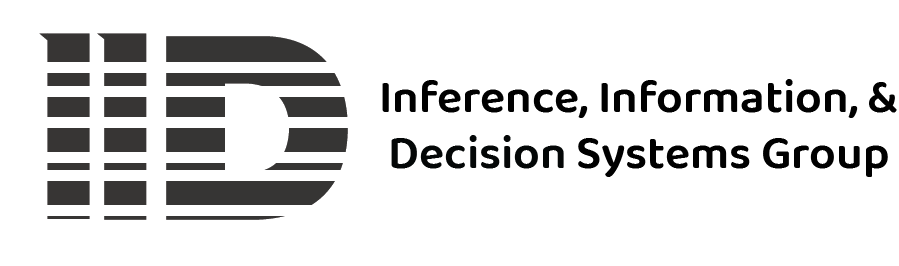 IID
Inference, Information, &
Decision Systems Group